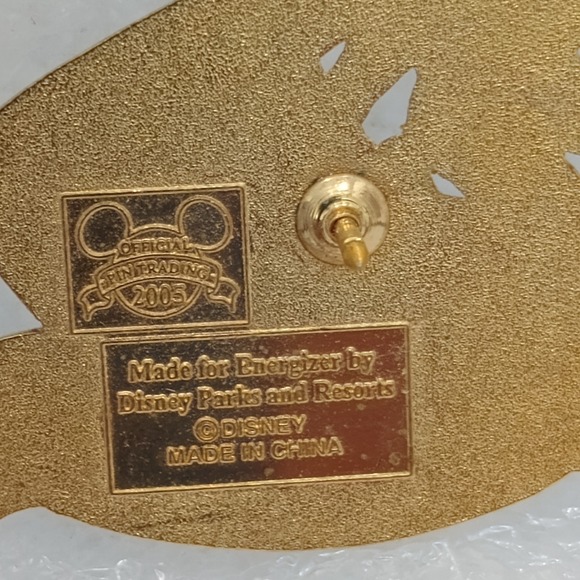 OFFICIAL
PIN TRADING
2005
Made for Energizer by
Disney Parks and Resorts
©DISNEY
MADE IN CHINA